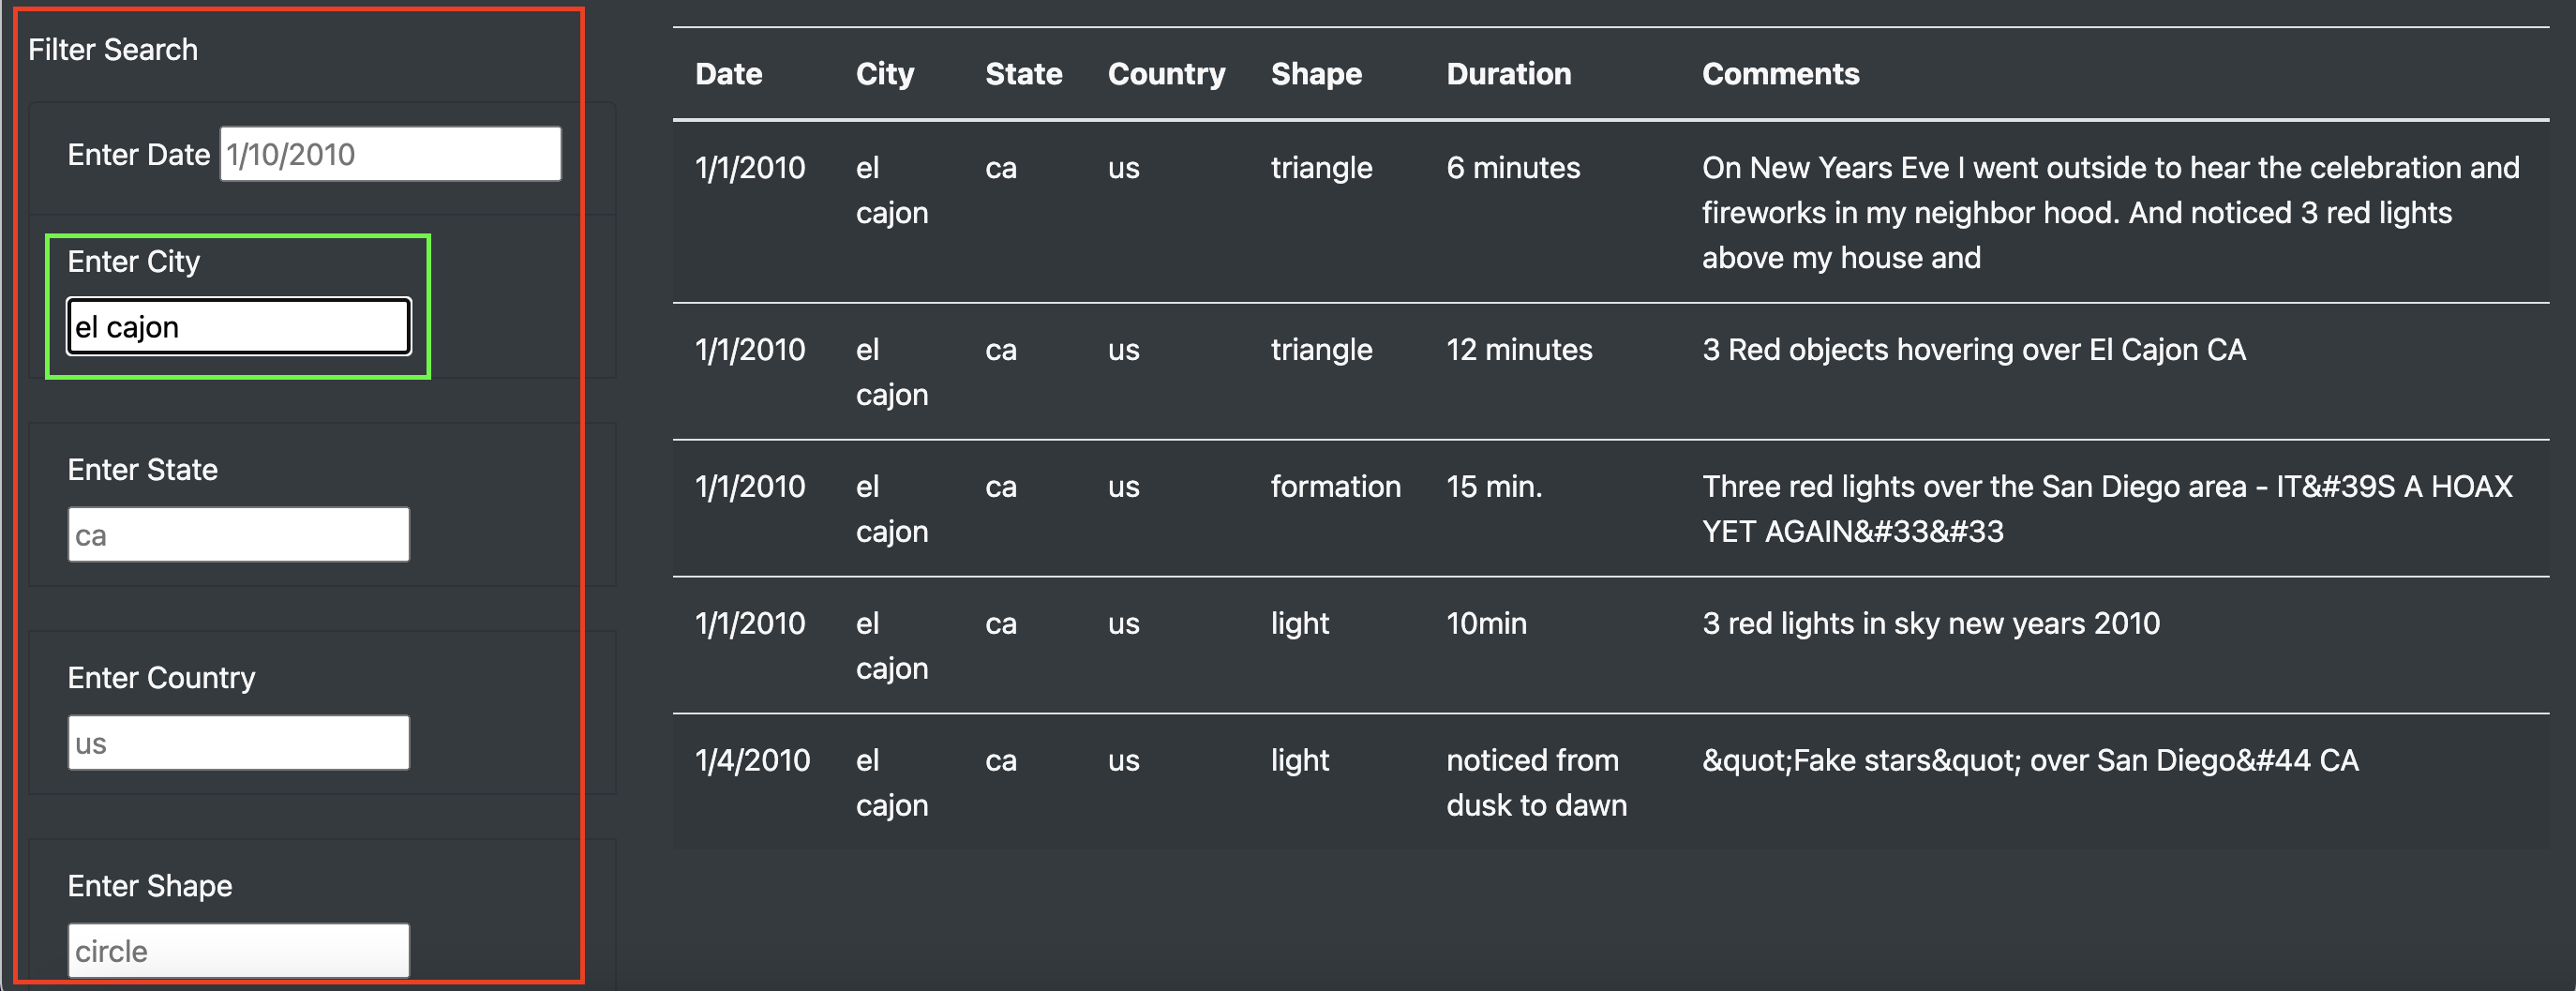 Filter Search
Enter Date 1/10/2010
Enter City
el cajon
Enter State
ca
Enter Country
us
Enter Shape
circle
Date City State Country Shape Duration Comments
1/1/2010 el ca us triangle 6 minutes On New Years Eve I went outside to hear the celebration and
cajon fireworks in my neighbor hood. And noticed 3 red lights
above my house and
1/1/2010 el ca us triangle 12 minutes 3 Red objects hovering over El Cajon CA
cajon
1/1/2010 el ca us formation 15 min. Three red lights over the San Diego area - IT&#39S A HOAX
cajon YET AGAIN&#33&#33
1/1/2010 el ca us light 10min 3 red lights in sky new years 2010
cajon
1/4/2010 el ca us light noticed from &quot;Fake stars&quot; over San Diego&#44 CA
cajon dusk to dawn